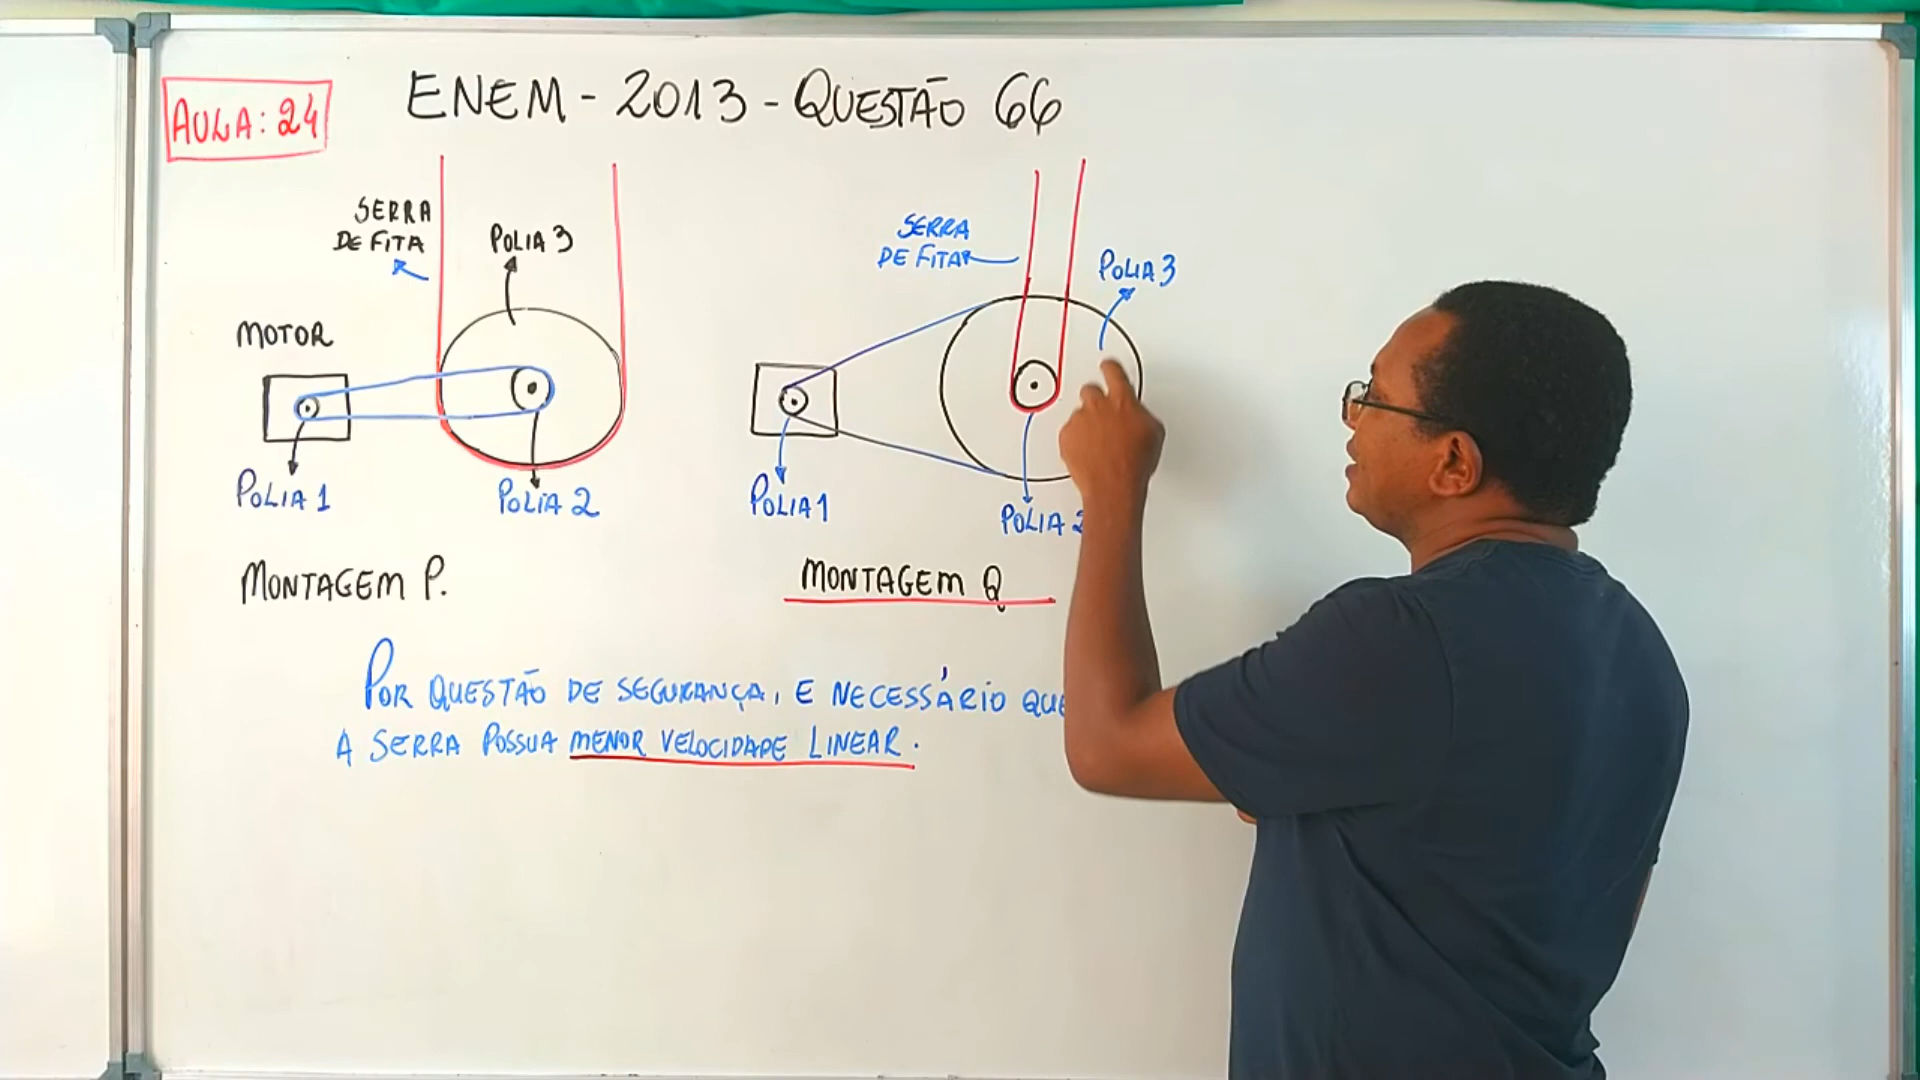 AULA: 24
ENEM - 2013 - QUESTÃO 66
SERRA
DE FITA
POLIA 3
MOTOR
POLIA 1
POLIA 2
MONTAGEM P.
SERRA
DE FITA
POLIA 3
POLIA 1
POLIA 2
MONTAGEM Q
POR QUESTÃO DE SEGURANÇA, E NECESSÁRIO QUE
A SERRA POSSUA MENOR VELOCIDADE LINEAR.